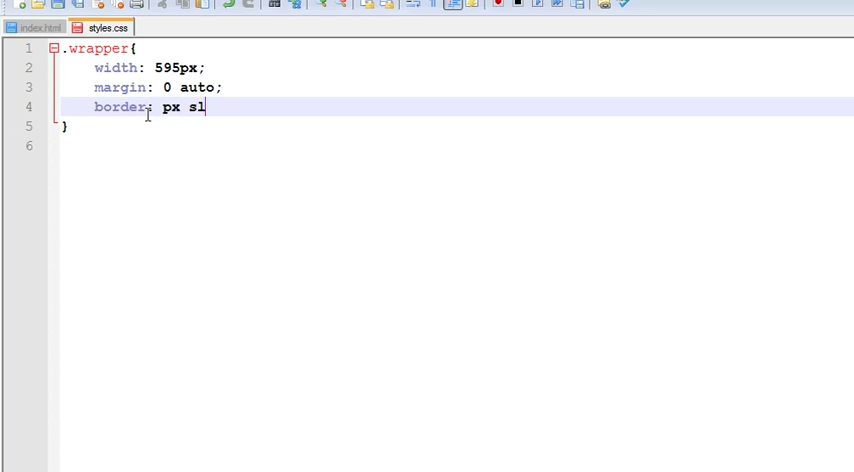 index.html styles.css
1 .wrapper{
2 width: 595px;
3 margin: 0 auto;
4 border: px sl
5 }
6